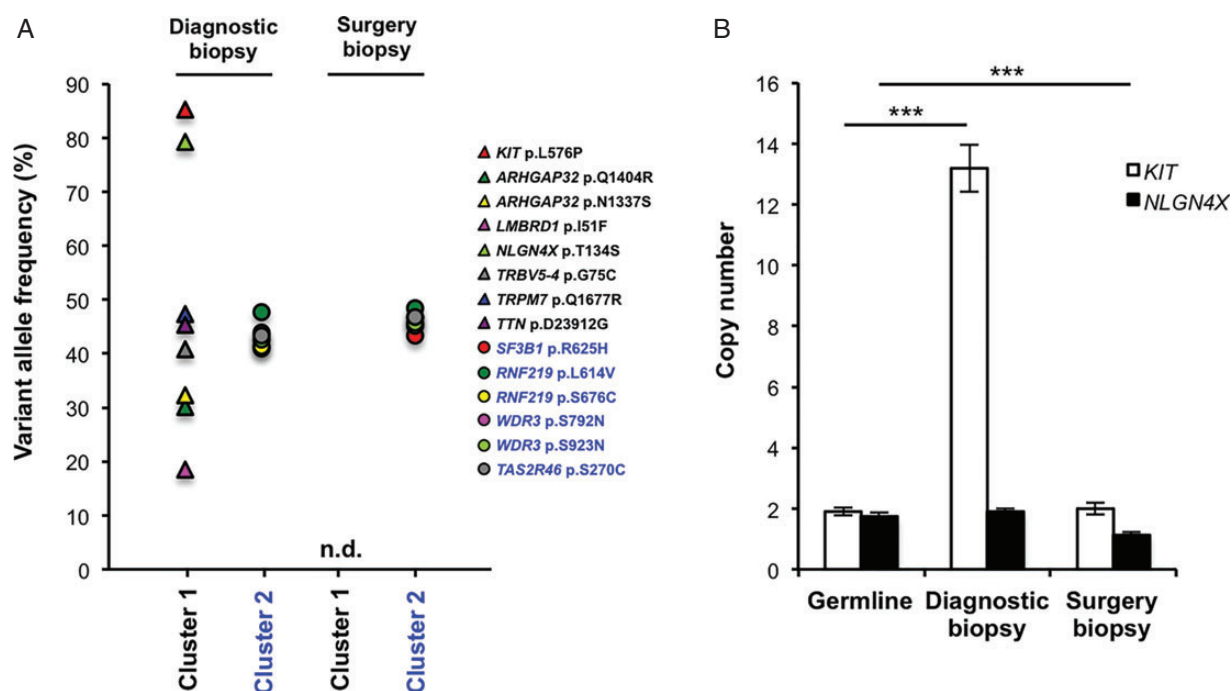 A
Diagnostic biopsy
Surgery biopsy
Variant allele frequency (%)
90
80
70
60
50
40
30
20
10
0
n.d.
Cluster 1
Cluster 2
Cluster 1
Cluster 2
KIT p.L576P
ARHGAP32 p.Q1404R
ARHGAP32 p.N1337S
LMBRD1 p.I51F
NLGN4X p.T134S
TRBV5-4 p.G75C
TRPM7 p.Q1677R
TTN p.D23912G
SF3B1 p.R625H
RNF219 p.L614V
RNF219 p.S676C
WDR3 p.S792N
WDR3 p.S923N
TAS2R46 p.S270C
B
Copy number
16
14
12
10
8
6
4
2
0
***
***
KIT
NLGN4X
Germline
Diagnostic biopsy
Surgery biopsy